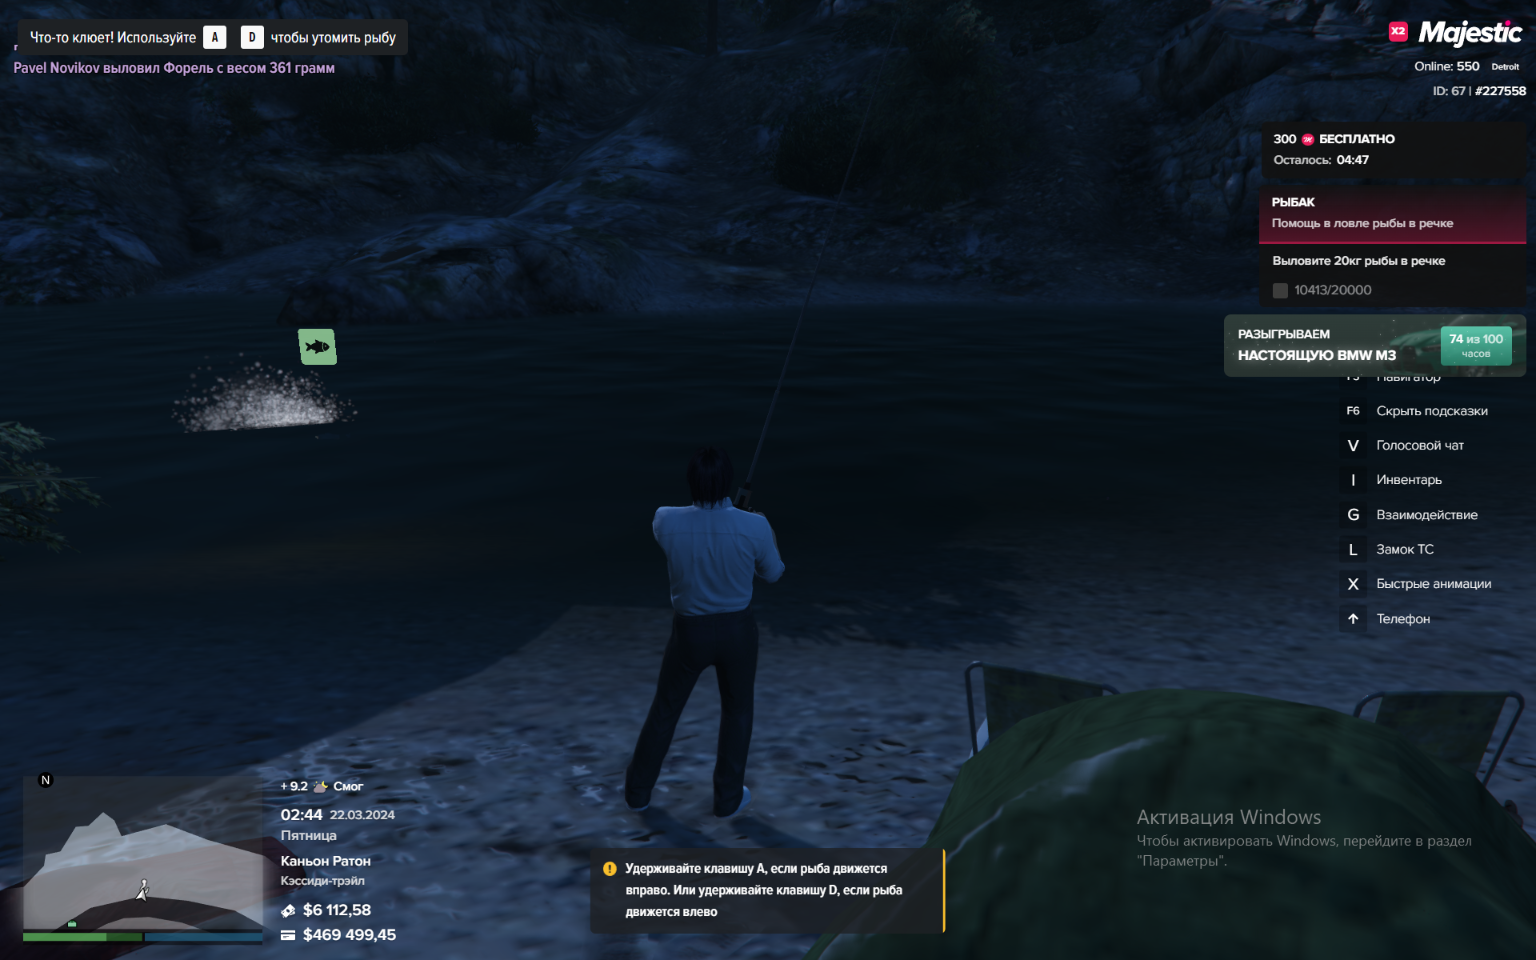 Что-то клюет! Используйте A D чтобы утомить рыбу
Pavel Novikov выловил Форель с весом 361 грамм
X2 Majestic
Online: 550 Detroit
ID: 67 | #227558
300 БЕСПЛАТНО
Осталось: 04:47
РЫБАК
Помощь в ловле рыбы в речке
Выловите 20кг рыбы в речке
10413/20000
РАЗЫГРЫВАЕМ
НАСТОЯЩУЮ BMW M3
74 из 100
часов
Навигатор
F6 Скрыть подсказки
V Голосовой чат
I Инвентарь
G Взаимодействие
L Замок ТС
X Быстрые анимации
↑ Телефон
N
+ 9.2 Смог
02:44 22.03.2024
Пятница
Каньон Ратон
Кэссиди-трэйл
$6 112,58
$469 499,45
Удерживайте клавишу A, если рыба движется
вправо. Или удерживайте клавишу D, если рыба
движется влево
Активация Windows
Чтобы активировать Windows, перейдите в раздел
"Параметры".